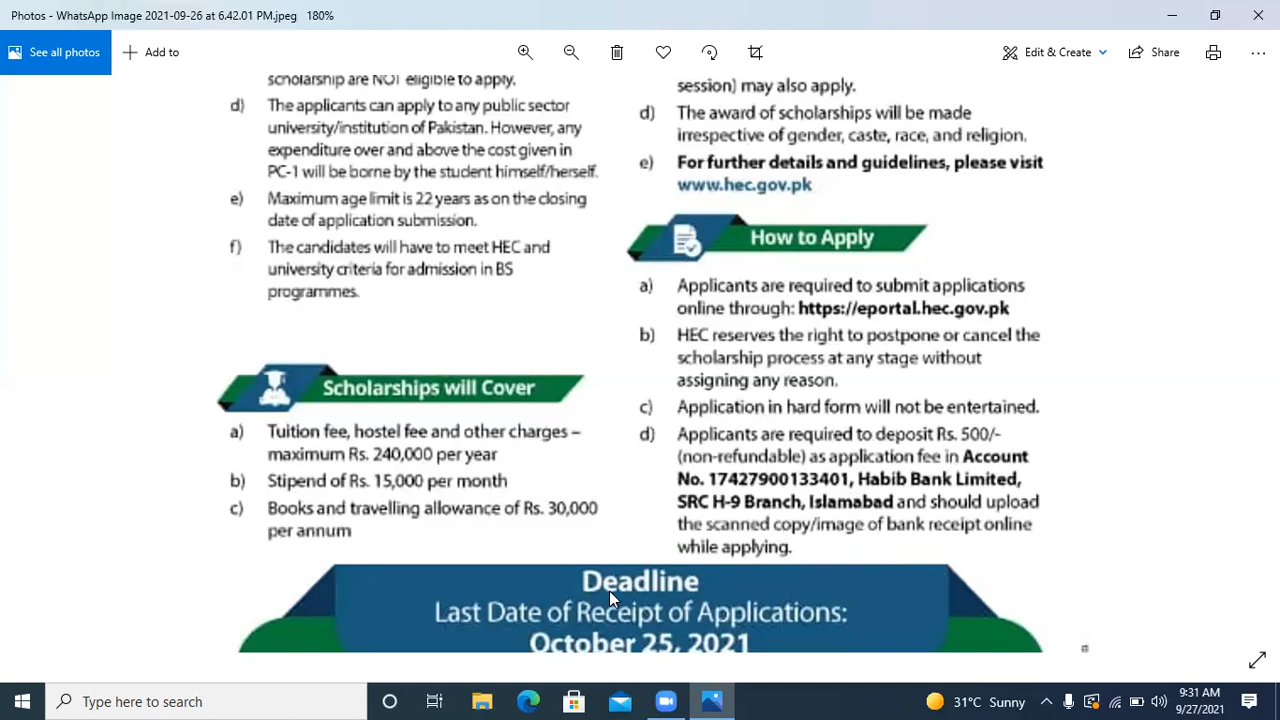 Photos - WhatsApp Image 2021-09-26 at 6.42.01 PM.jpeg 180%
See all photos
Add to
Edit & Create
Share
scholarship are NOT eligible to apply.
d) The applicants can apply to any public sector
university/institution of Pakistan. However, any
expenditure over and above the cost given in
PC-1 will be borne by the student himself/herself.
e) Maximum age limit is 22 years as on the closing
date of application submission.
f) The candidates will have to meet HEC and
university criteria for admission in BS
programmes.
Scholarships will Cover
a) Tuition fee, hostel fee and other charges –
maximum Rs. 240,000 per year
b) Stipend of Rs. 15,000 per month
c) Books and travelling allowance of Rs. 30,000
per annum
session) may also apply.
d) The award of scholarships will be made
irrespective of gender, caste, race, and religion.
e) For further details and guidelines, please visit
www.hec.gov.pk
How to Apply
a) Applicants are required to submit applications
online through: https://eportal.hec.gov.pk
b) HEC reserves the right to postpone or cancel the
scholarship process at any stage without
assigning any reason.
c) Application in hard form will not be entertained.
d) Applicants are required to deposit Rs. 500/-
(non-refundable) as application fee in Account
No. 17427900133401, Habib Bank Limited,
SRC H-9 Branch, Islamabad and should upload
the scanned copy/image of bank receipt online
while applying.
Deadline
Last Date of Receipt of Applications:
October 25, 2021
Type here to search
31°C Sunny
9:31 AM
9/27/2021